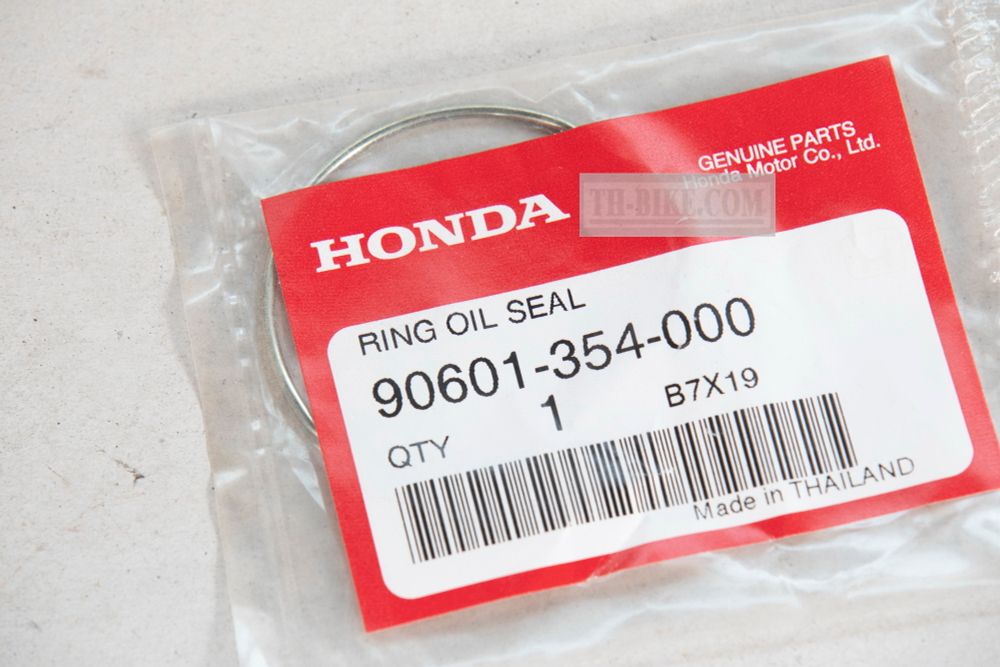 GENUINE PARTS
Honda Motor Co., Ltd.
HONDA
TH-BIKE.COM
RING OIL SEAL
90601-354-000
QTY 1 B7X19
Made in THAILAND